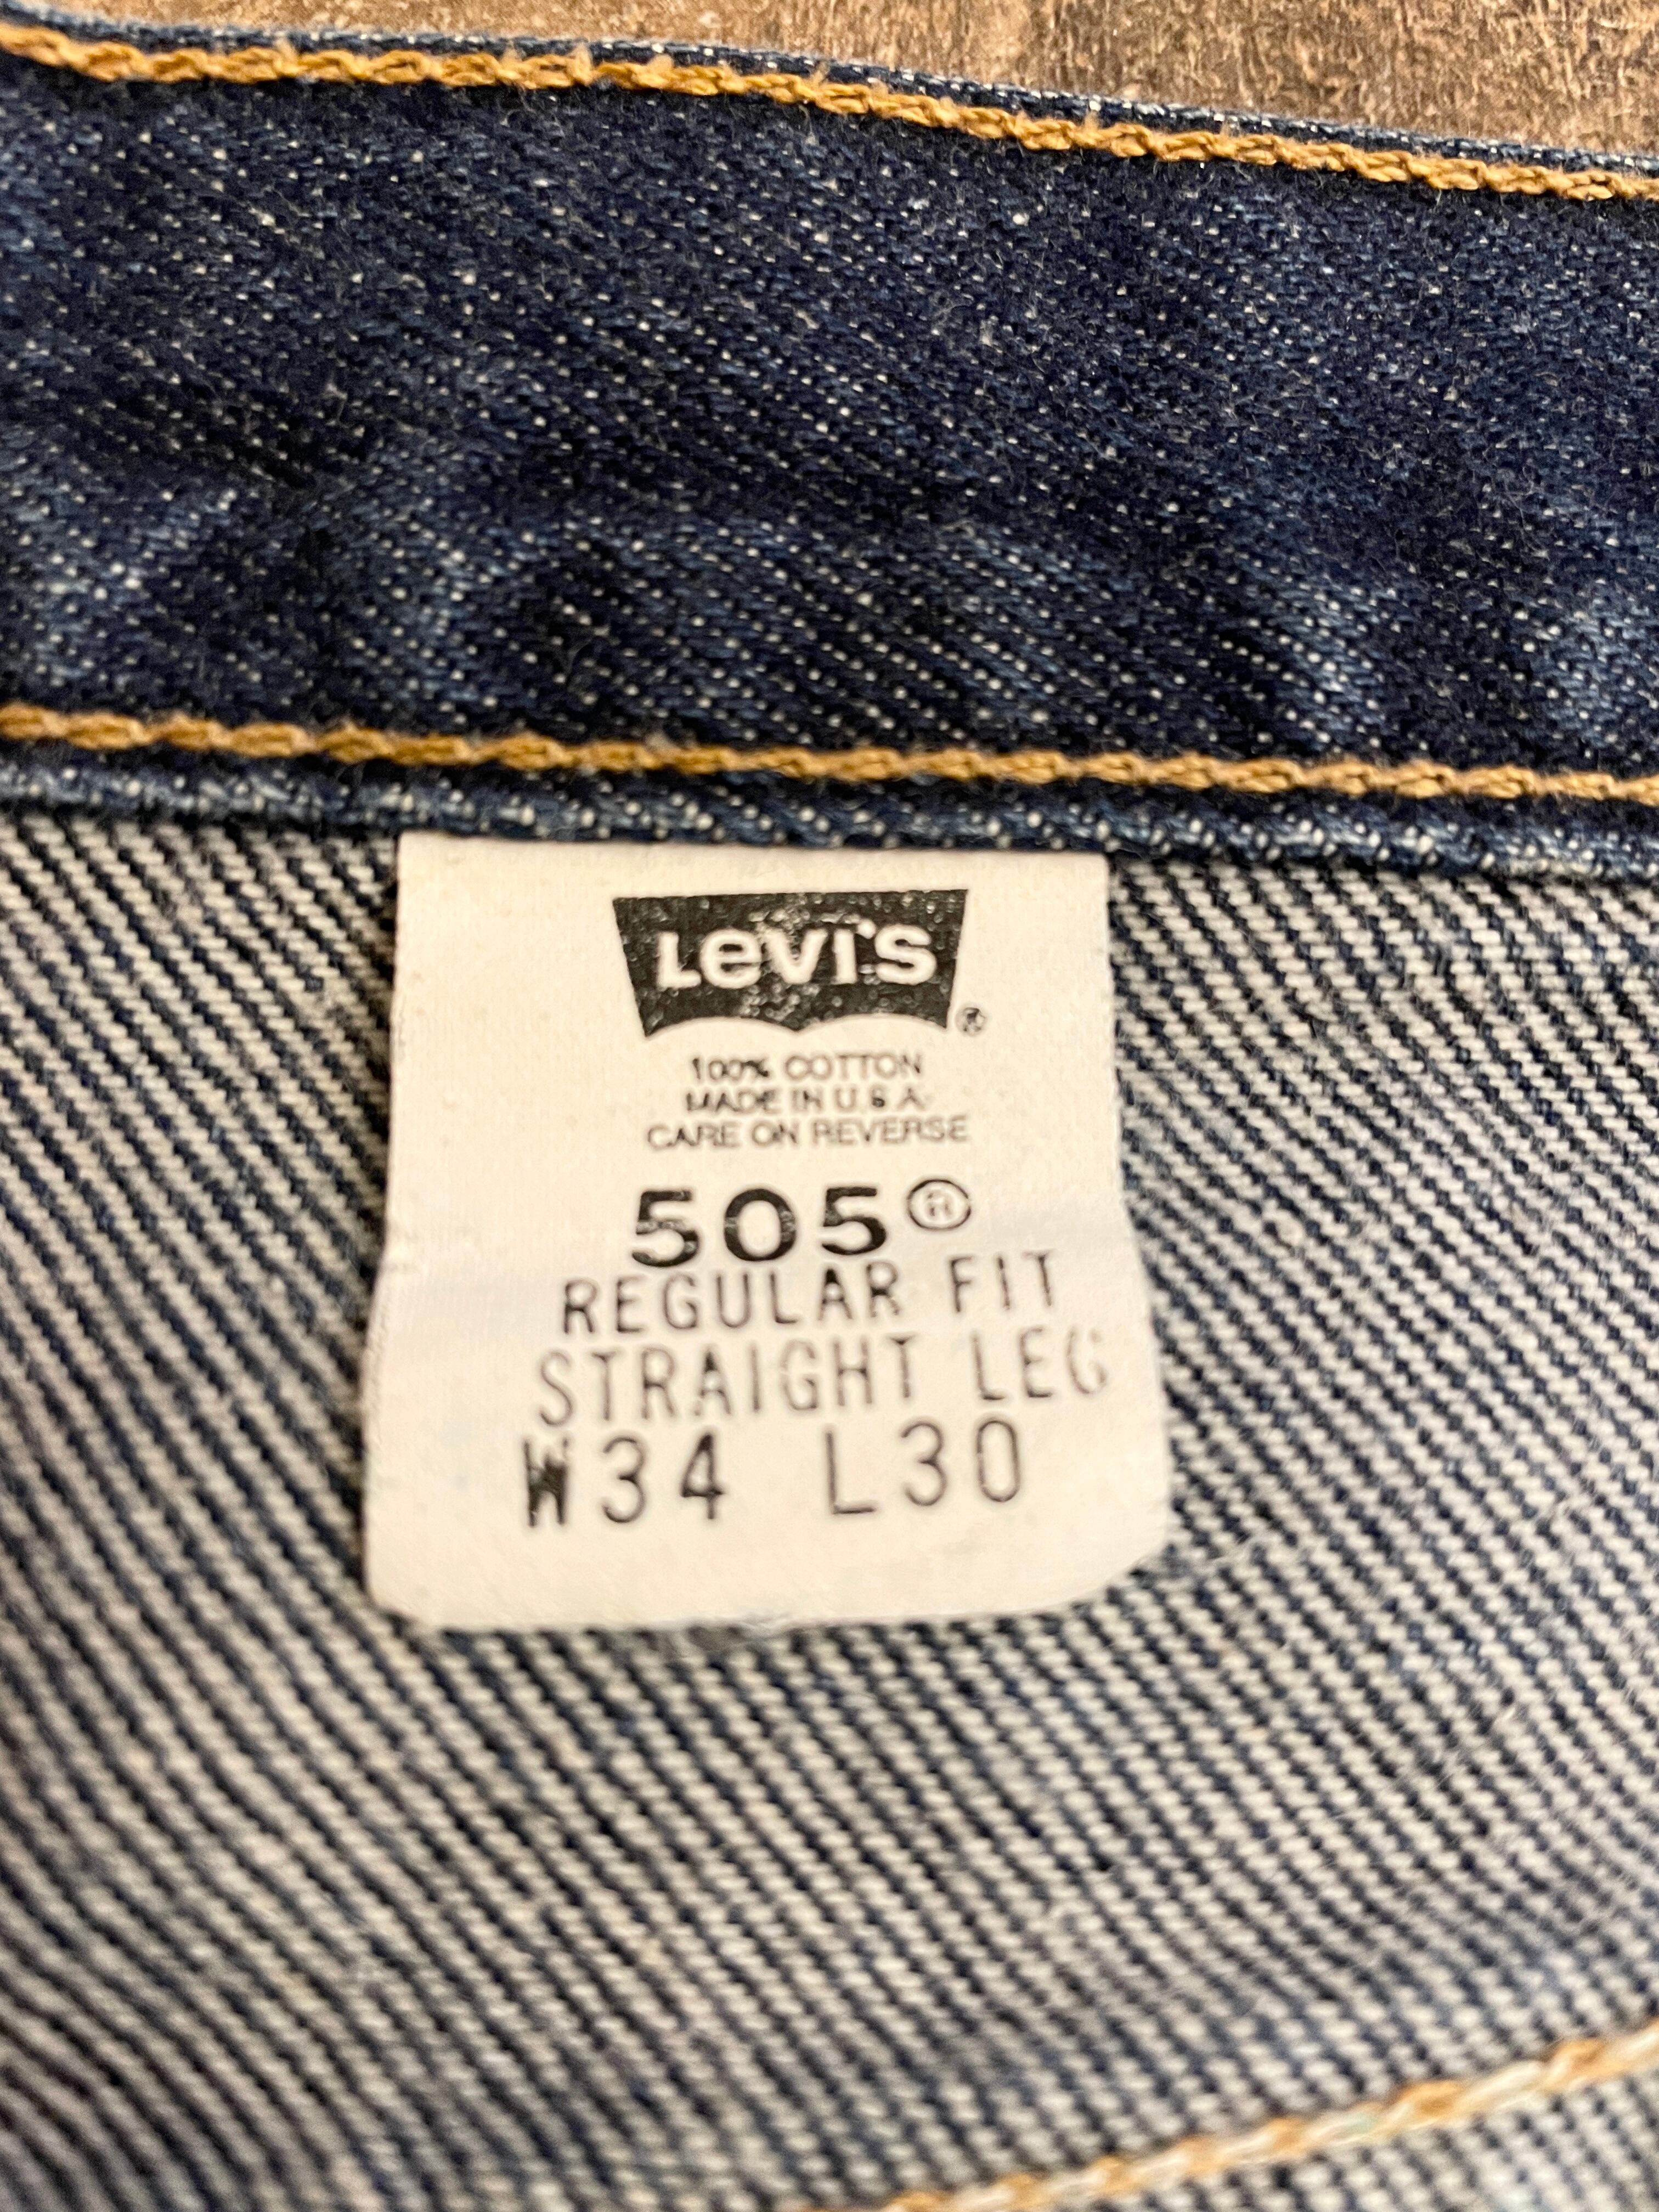 LEVI'S®
100% COTTON
MADE IN U.S.A.
CARE ON REVERSE
505®
REGULAR FIT
STRAIGHT LEG
W34 L30